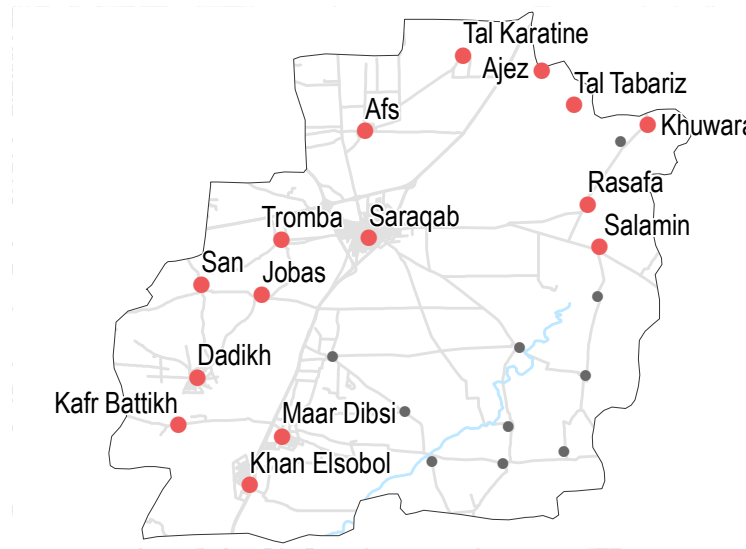 Tal Karatine
Ajez
Tal Tabariz
Afs
Khuwara
Rasafa
Tromba
Saraqab
Salamin
San
Jobas
Dadikh
Kafr Battikh
Maar Dibsi
Khan Elsobol